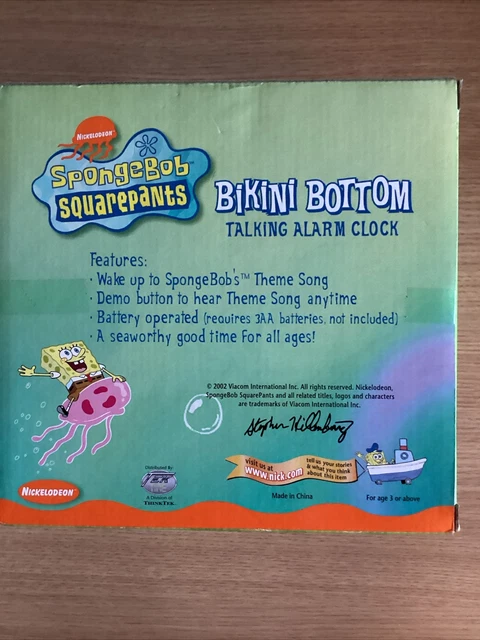 NICKELODEON
SPONGEBOB
SQUAREPANTS
BIKINI BOTTOM
TALKING ALARM CLOCK
Features:
· Wake up to SpongeBob's™ Theme Song
· Demo button to hear Theme Song anytime
· Battery operated (requires 3AA batteries, not included)
· A seaworthy good time For all ages!
© 2002 Viacom International Inc. All rights reserved. Nickelodeon,
SpongeBob SquarePants and all related titles, logos and characters
are trademarks of Viacom International Inc.
Stephen Hillenburg
visit us at
www.nick.com
tell us your stories
& what you think
about this item
NICKELODEON
Distributed By
TEK
A Division of
THINKTEK
Made in China
For age 3 or above